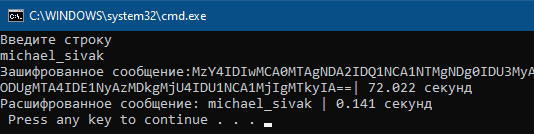 C:\WINDOWS\system32\cmd.exe
Введите строку
michael_sivak
Зашифрованное сообщение:MzY4IDIwMCA0MTAgNDA2IDQ1NCA1NTMgNDg0IDU3MyA
ODUgMTA4IDE1NyAzMDkgMjU4IDU1NCA1MjIgMTkyIA==| 72.022 секунд
Расшифрованное сообщение: michael_sivak | 0.141 секунд
Press any key to continue . . .